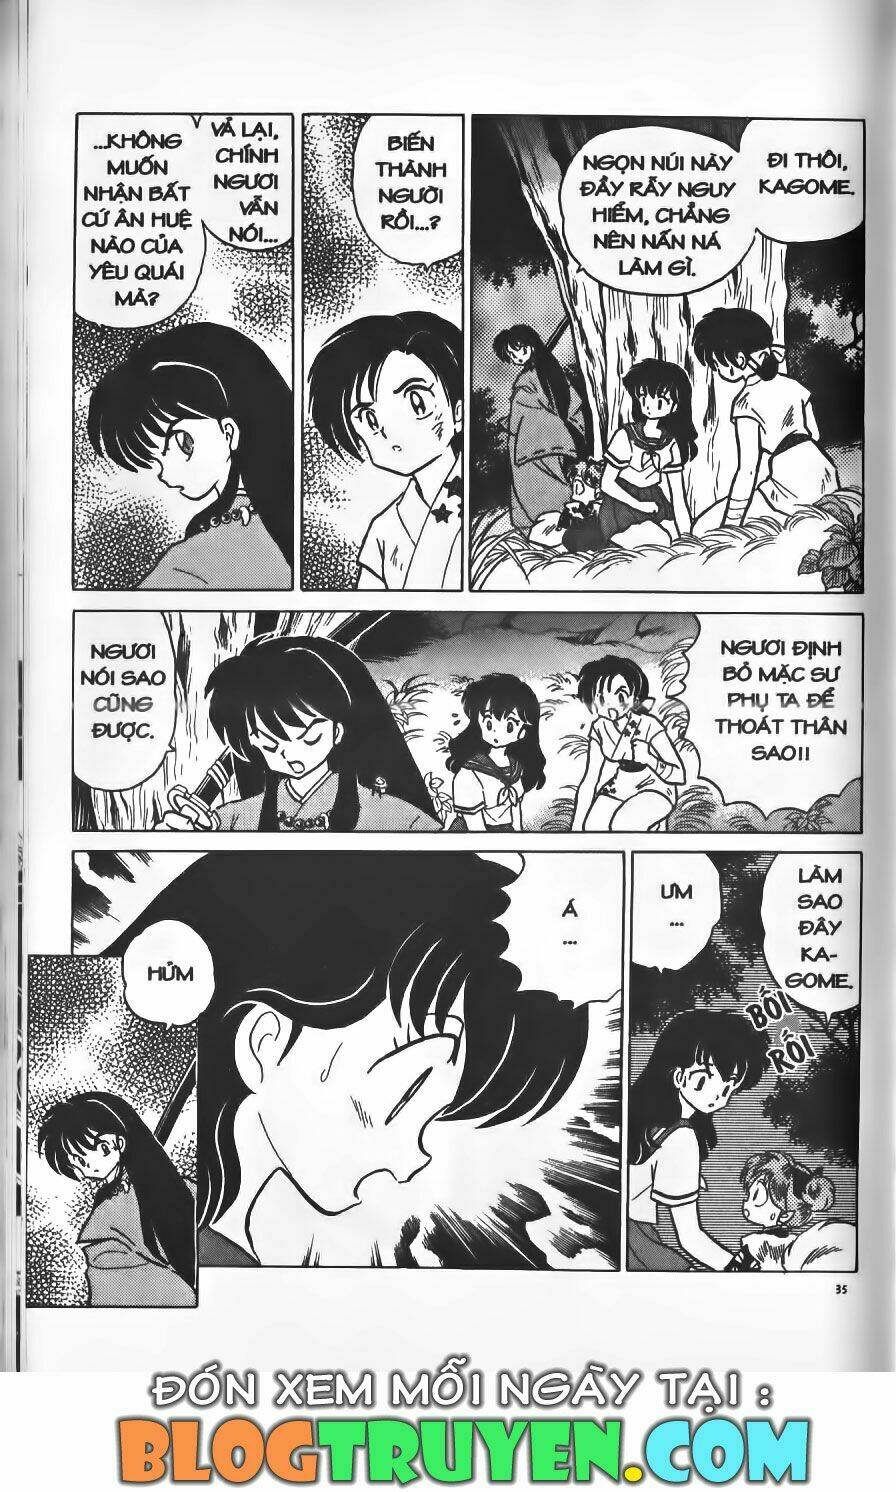 ĐI THÔI,
KAGOME.
NGỌN NÚI NÀY
ĐẦY RẪY NGUY
HIỂM, CHẲNG
NÊN NẤN NÁ
LÀM GÌ.
BIẾN
THÀNH
NGƯỜI
RỒI...?
VẢ LẠI,
CHÍNH
NGƯƠI
VẪN
NÓI...
...KHÔNG
MUỐN
NHẬN BẤT
CỨ ÂN HUỆ
NÀO CỦA
YÊU QUÁI
MÀ?
NGƯƠI ĐỊNH
BỎ MẶC SƯ
PHỤ TA ĐỂ
THOÁT THÂN
SAO!!
NGƯƠI
NÓI SAO
CŨNG
ĐƯỢC.
LÀM
SAO
ĐÂY
KA-
GOME.
ƯM
...
BỐI
RỐI
Á
...
HỬM
35
ĐÓN XEM MỖI NGÀY TẠI :
BLOGTRUYEN.COM